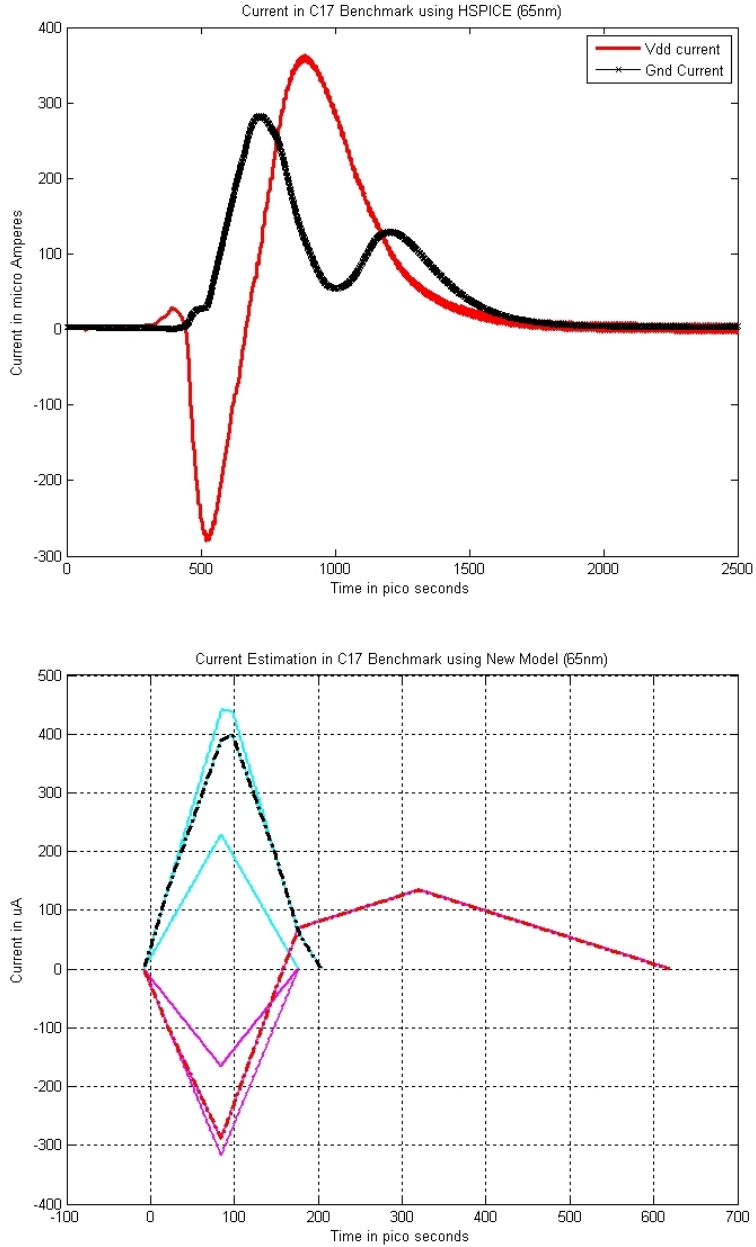 Current in C17 Benchmark using HSPICE (65nm)
400
300
200
100
0
-100
-200
-300
Current in micro Amperes
Vdd current
Gnd Current
0 500 1000 1500 2000 2500
Time in pico seconds
Current Estimation in C17 Benchmark using New Model (65nm)
500
400
300
200
100
0
-100
-200
-300
-400
Current in uA
-100 0 100 200 300 400 500 600 700
Time in pico seconds